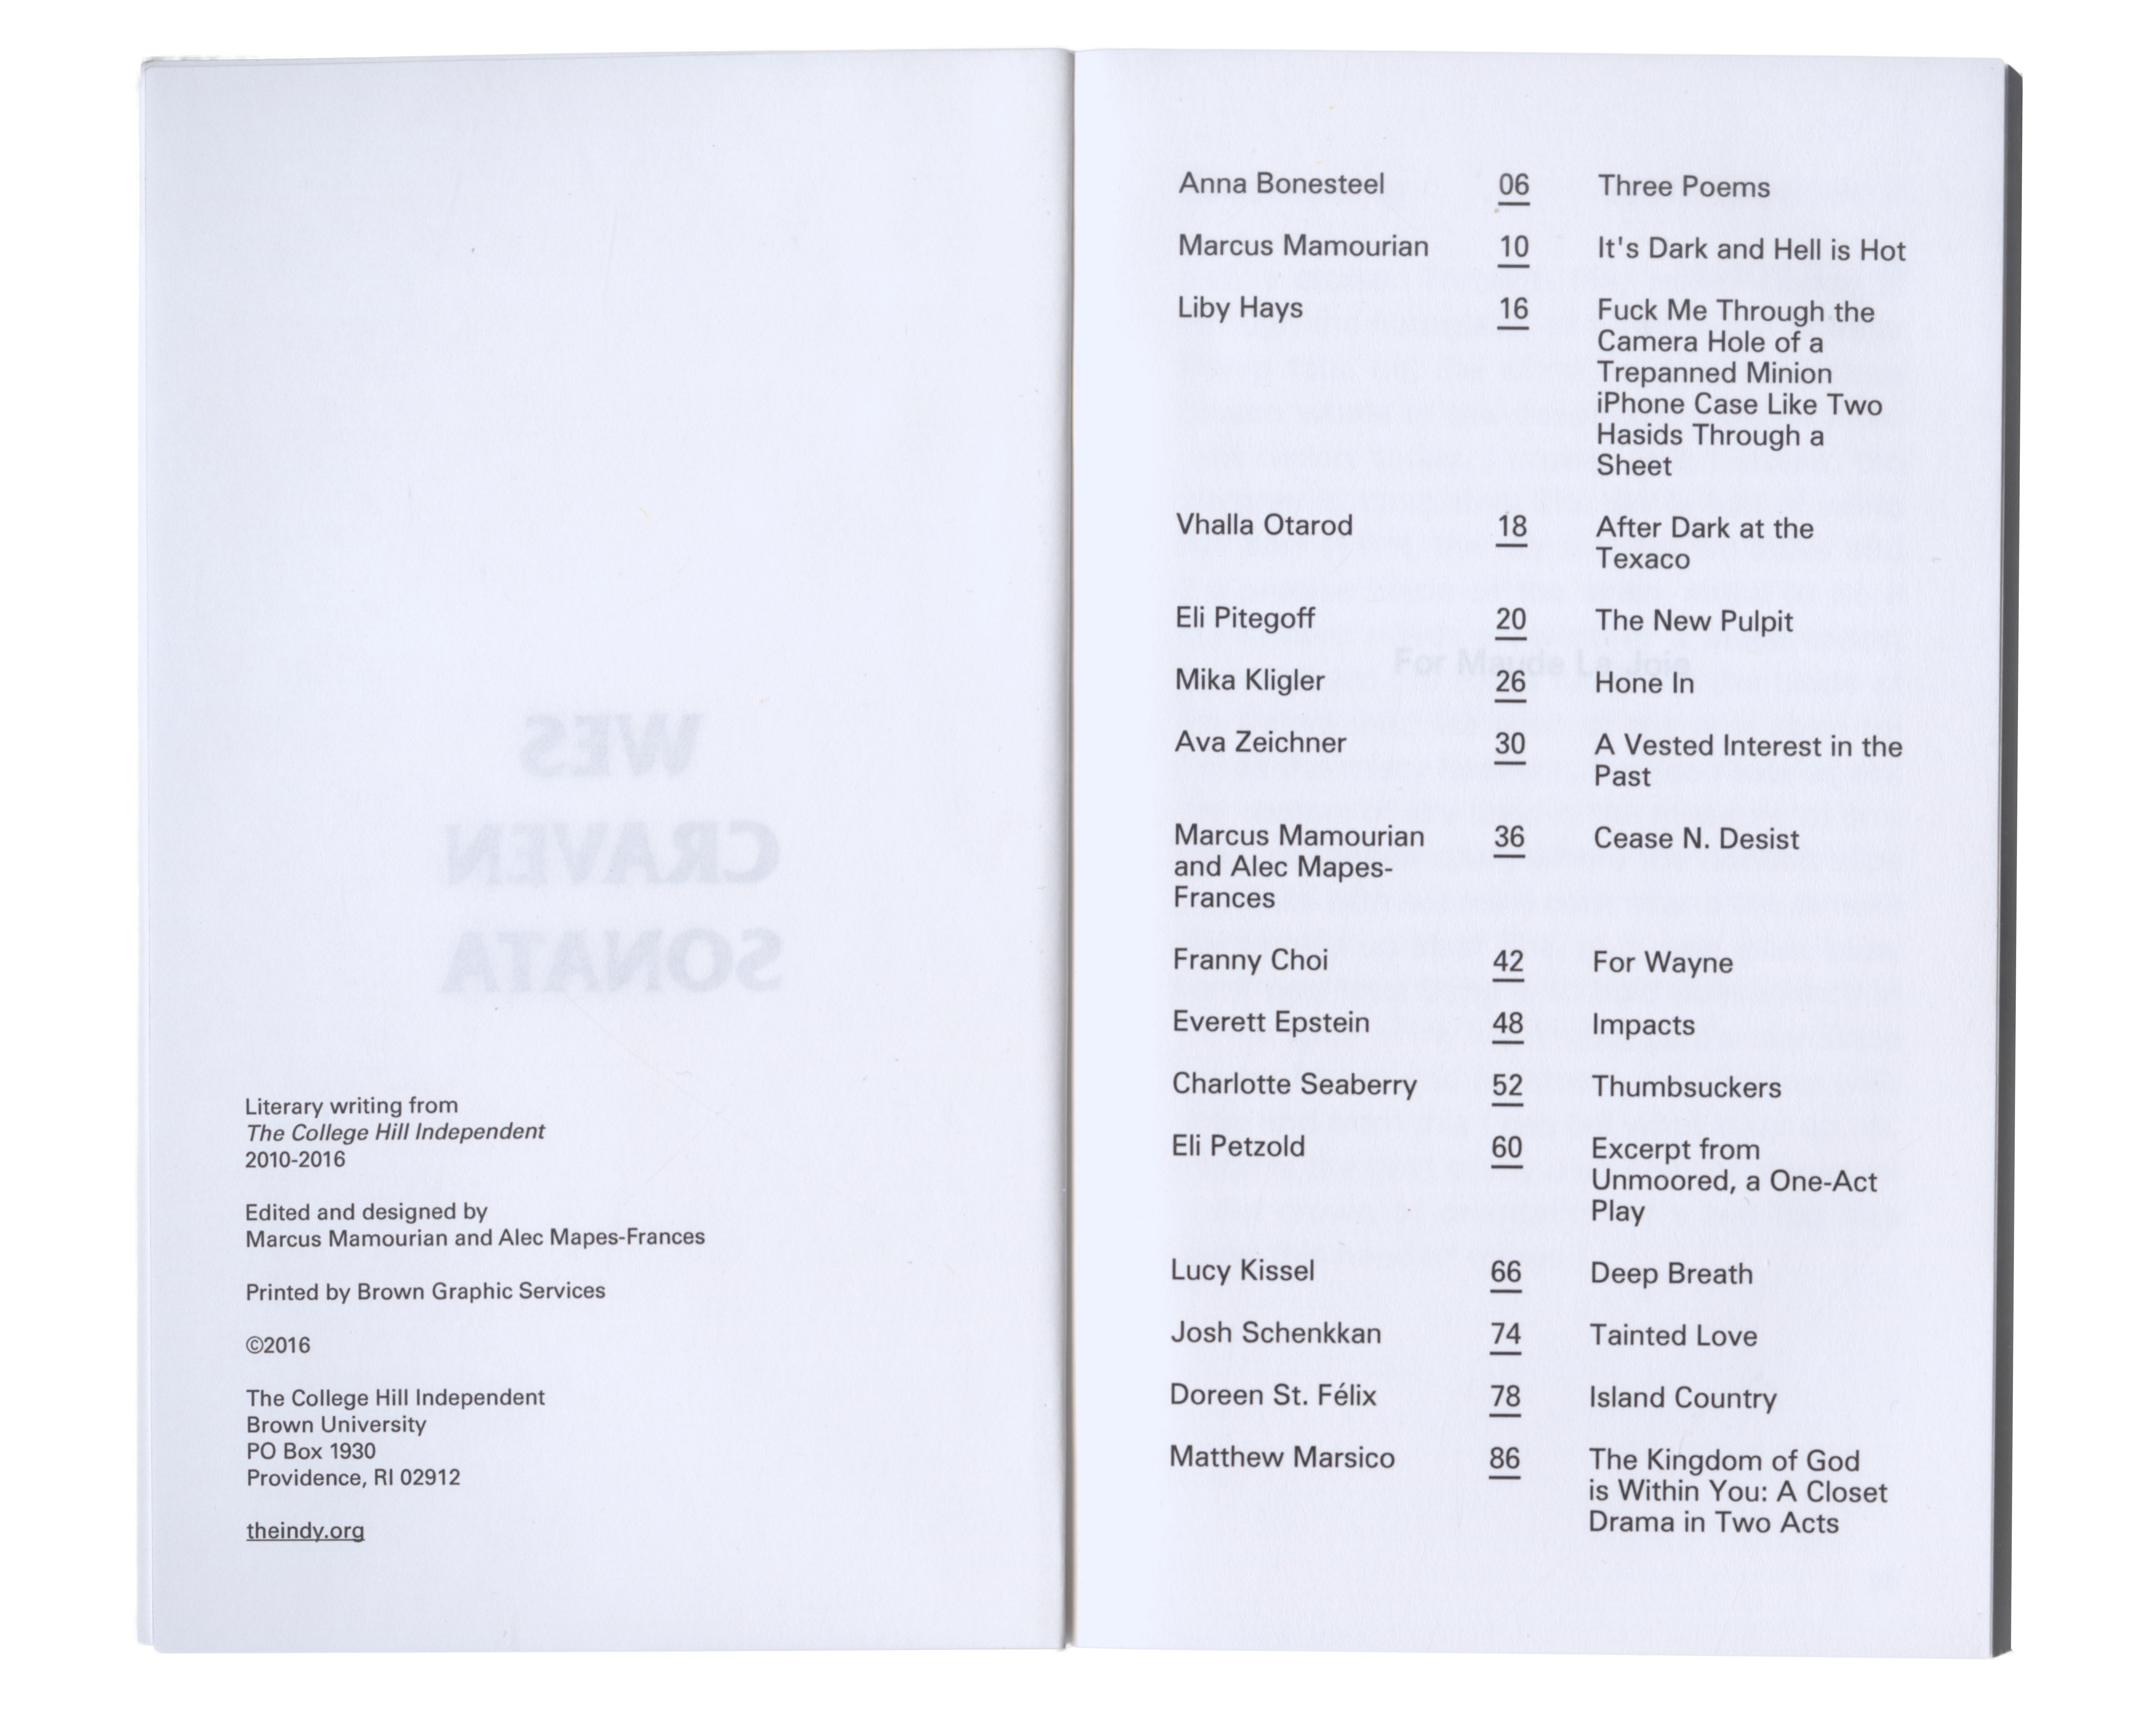 WES
CRAVEN
SONATA
Literary writing from
The College Hill Independent
2010-2016
Edited and designed by
Marcus Mamourian and Alec Mapes-Frances
Printed by Brown Graphic Services
©2016
The College Hill Independent
Brown University
PO Box 1930
Providence, RI 02912
theindy.org
Anna Bonesteel 06 Three Poems
Marcus Mamourian 10 It's Dark and Hell is Hot
Liby Hays 16 Fuck Me Through the
Camera Hole of a
Trepanned Minion
iPhone Case Like Two
Hasids Through a
Sheet
Vhalla Otarod 18 After Dark at the
Texaco
Eli Pitegoff 20 The New Pulpit
For Maude La Joie
Mika Kligler 26 Hone In
Ava Zeichner 30 A Vested Interest in the
Past
Marcus Mamourian 36 Cease N. Desist
and Alec Mapes-
Frances
Franny Choi 42 For Wayne
Everett Epstein 48 Impacts
Charlotte Seaberry 52 Thumbsuckers
Eli Petzold 60 Excerpt from
Unmoored, a One-Act
Play
Lucy Kissel 66 Deep Breath
Josh Schenkkan 74 Tainted Love
Doreen St. Félix 78 Island Country
Matthew Marsico 86 The Kingdom of God
is Within You: A Closet
Drama in Two Acts